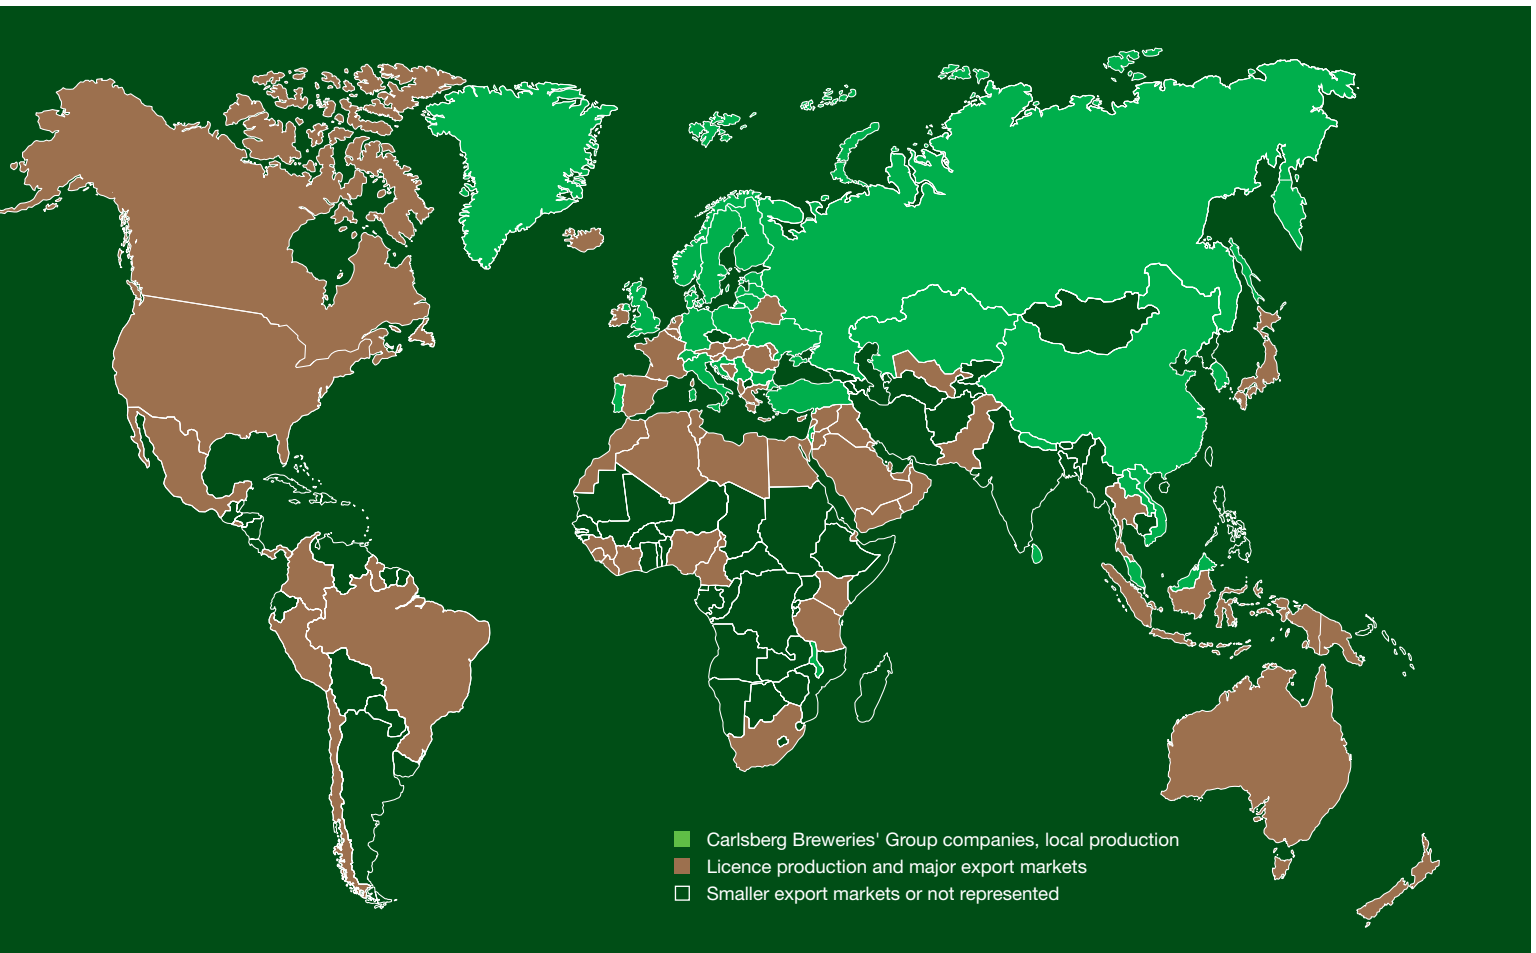 Carlsberg Breweries' Group companies, local production
Licence production and major export markets
Smaller export markets or not represented